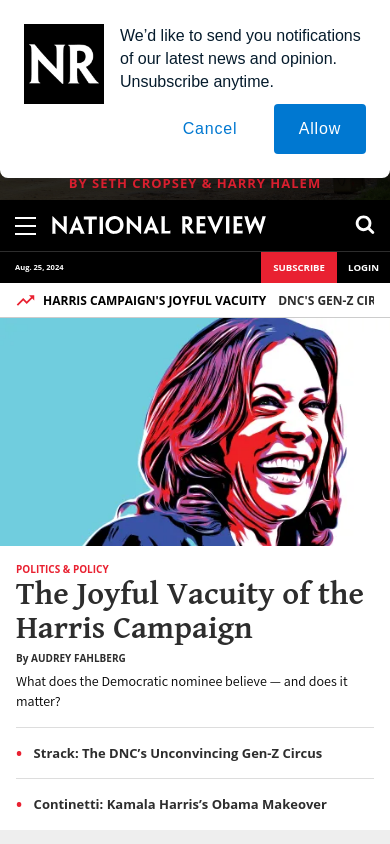 NR
We’d like to send you notifications
of our latest news and opinion.
Unsubscribe anytime.
Cancel
Allow
BY SETH CROPSEY & HARRY HALEM
NATIONAL REVIEW
Aug. 25, 2024
SUBSCRIBE
LOGIN
HARRIS CAMPAIGN'S JOYFUL VACUITY
DNC'S GEN-Z CIR
POLITICS & POLICY
The Joyful Vacuity of the
Harris Campaign
By AUDREY FAHLBERG
What does the Democratic nominee believe — and does it
matter?
• Strack: The DNC’s Unconvincing Gen-Z Circus
• Continetti: Kamala Harris’s Obama Makeover